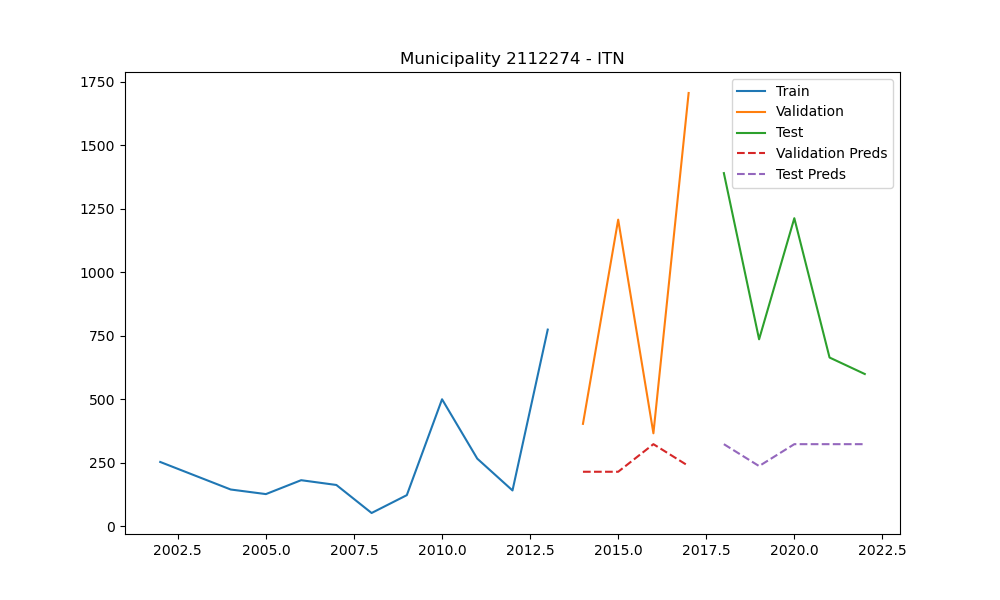 Municipality 2112274 - ITN
1750
1500
1250
1000
750
500
250
0
2002.5 2005.0 2007.5 2010.0 2012.5 2015.0 2017.5 2020.0 2022.5
Train
Validation
Test
Validation Preds
Test Preds